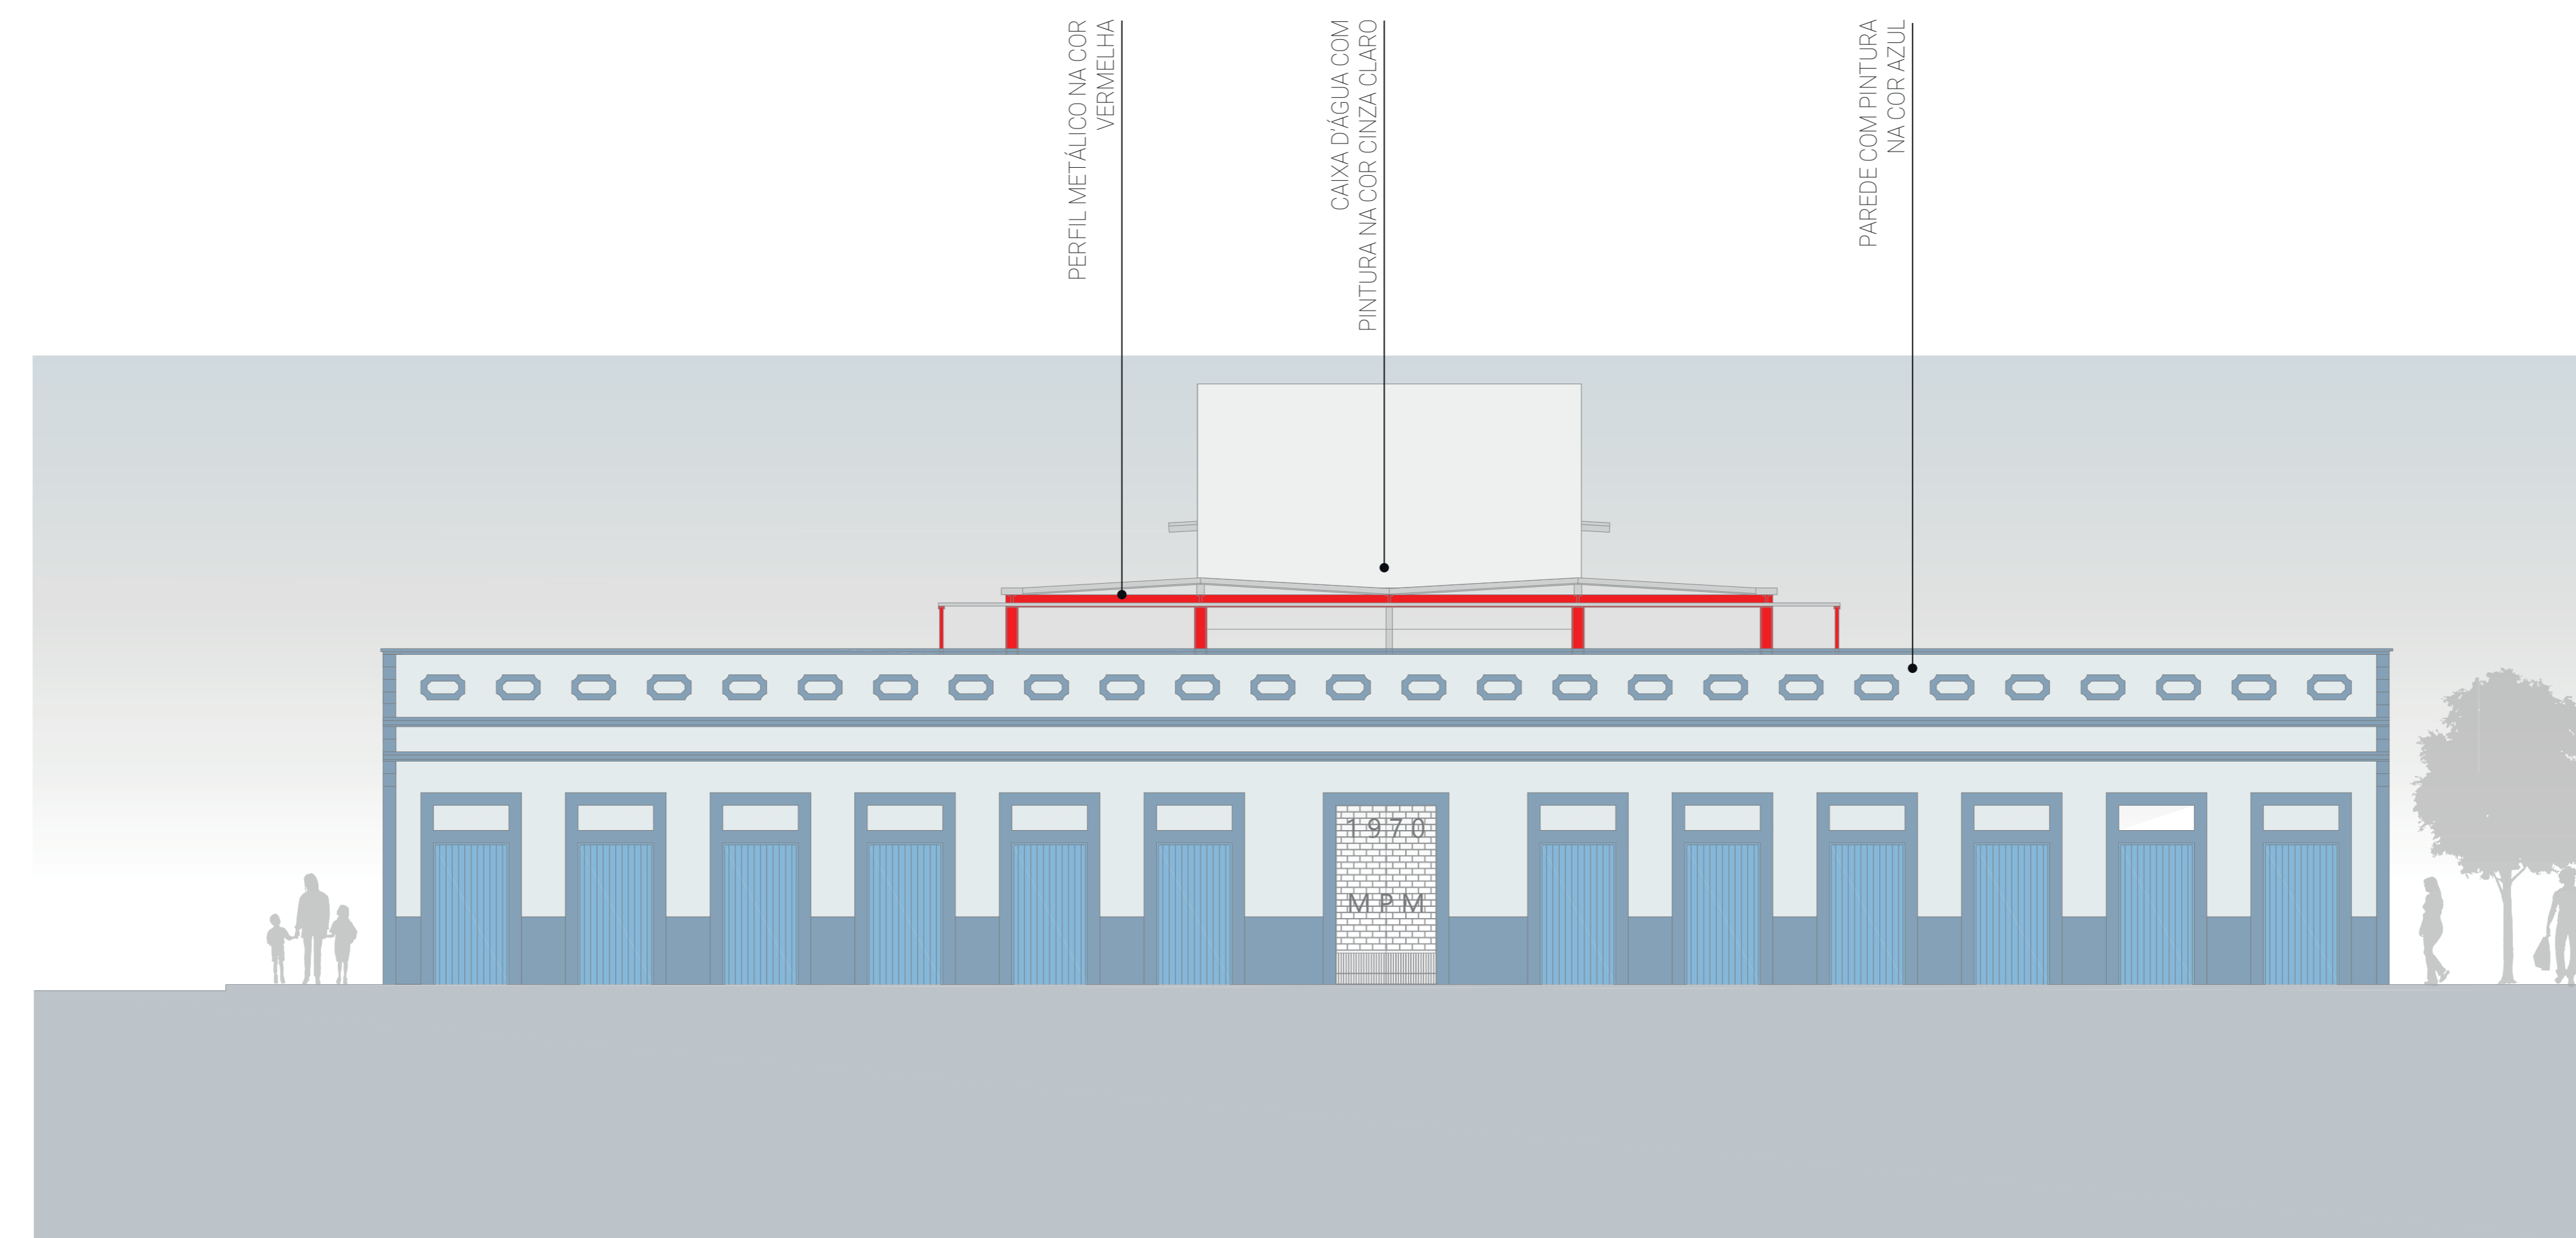 PERFIL METÁLICO NA COR
VERMELHA
CAIXA D'ÁGUA COM
PINTURA NA COR CINZA CLARO
PAREDE COM PINTURA
NA COR AZUL
1970
MPM